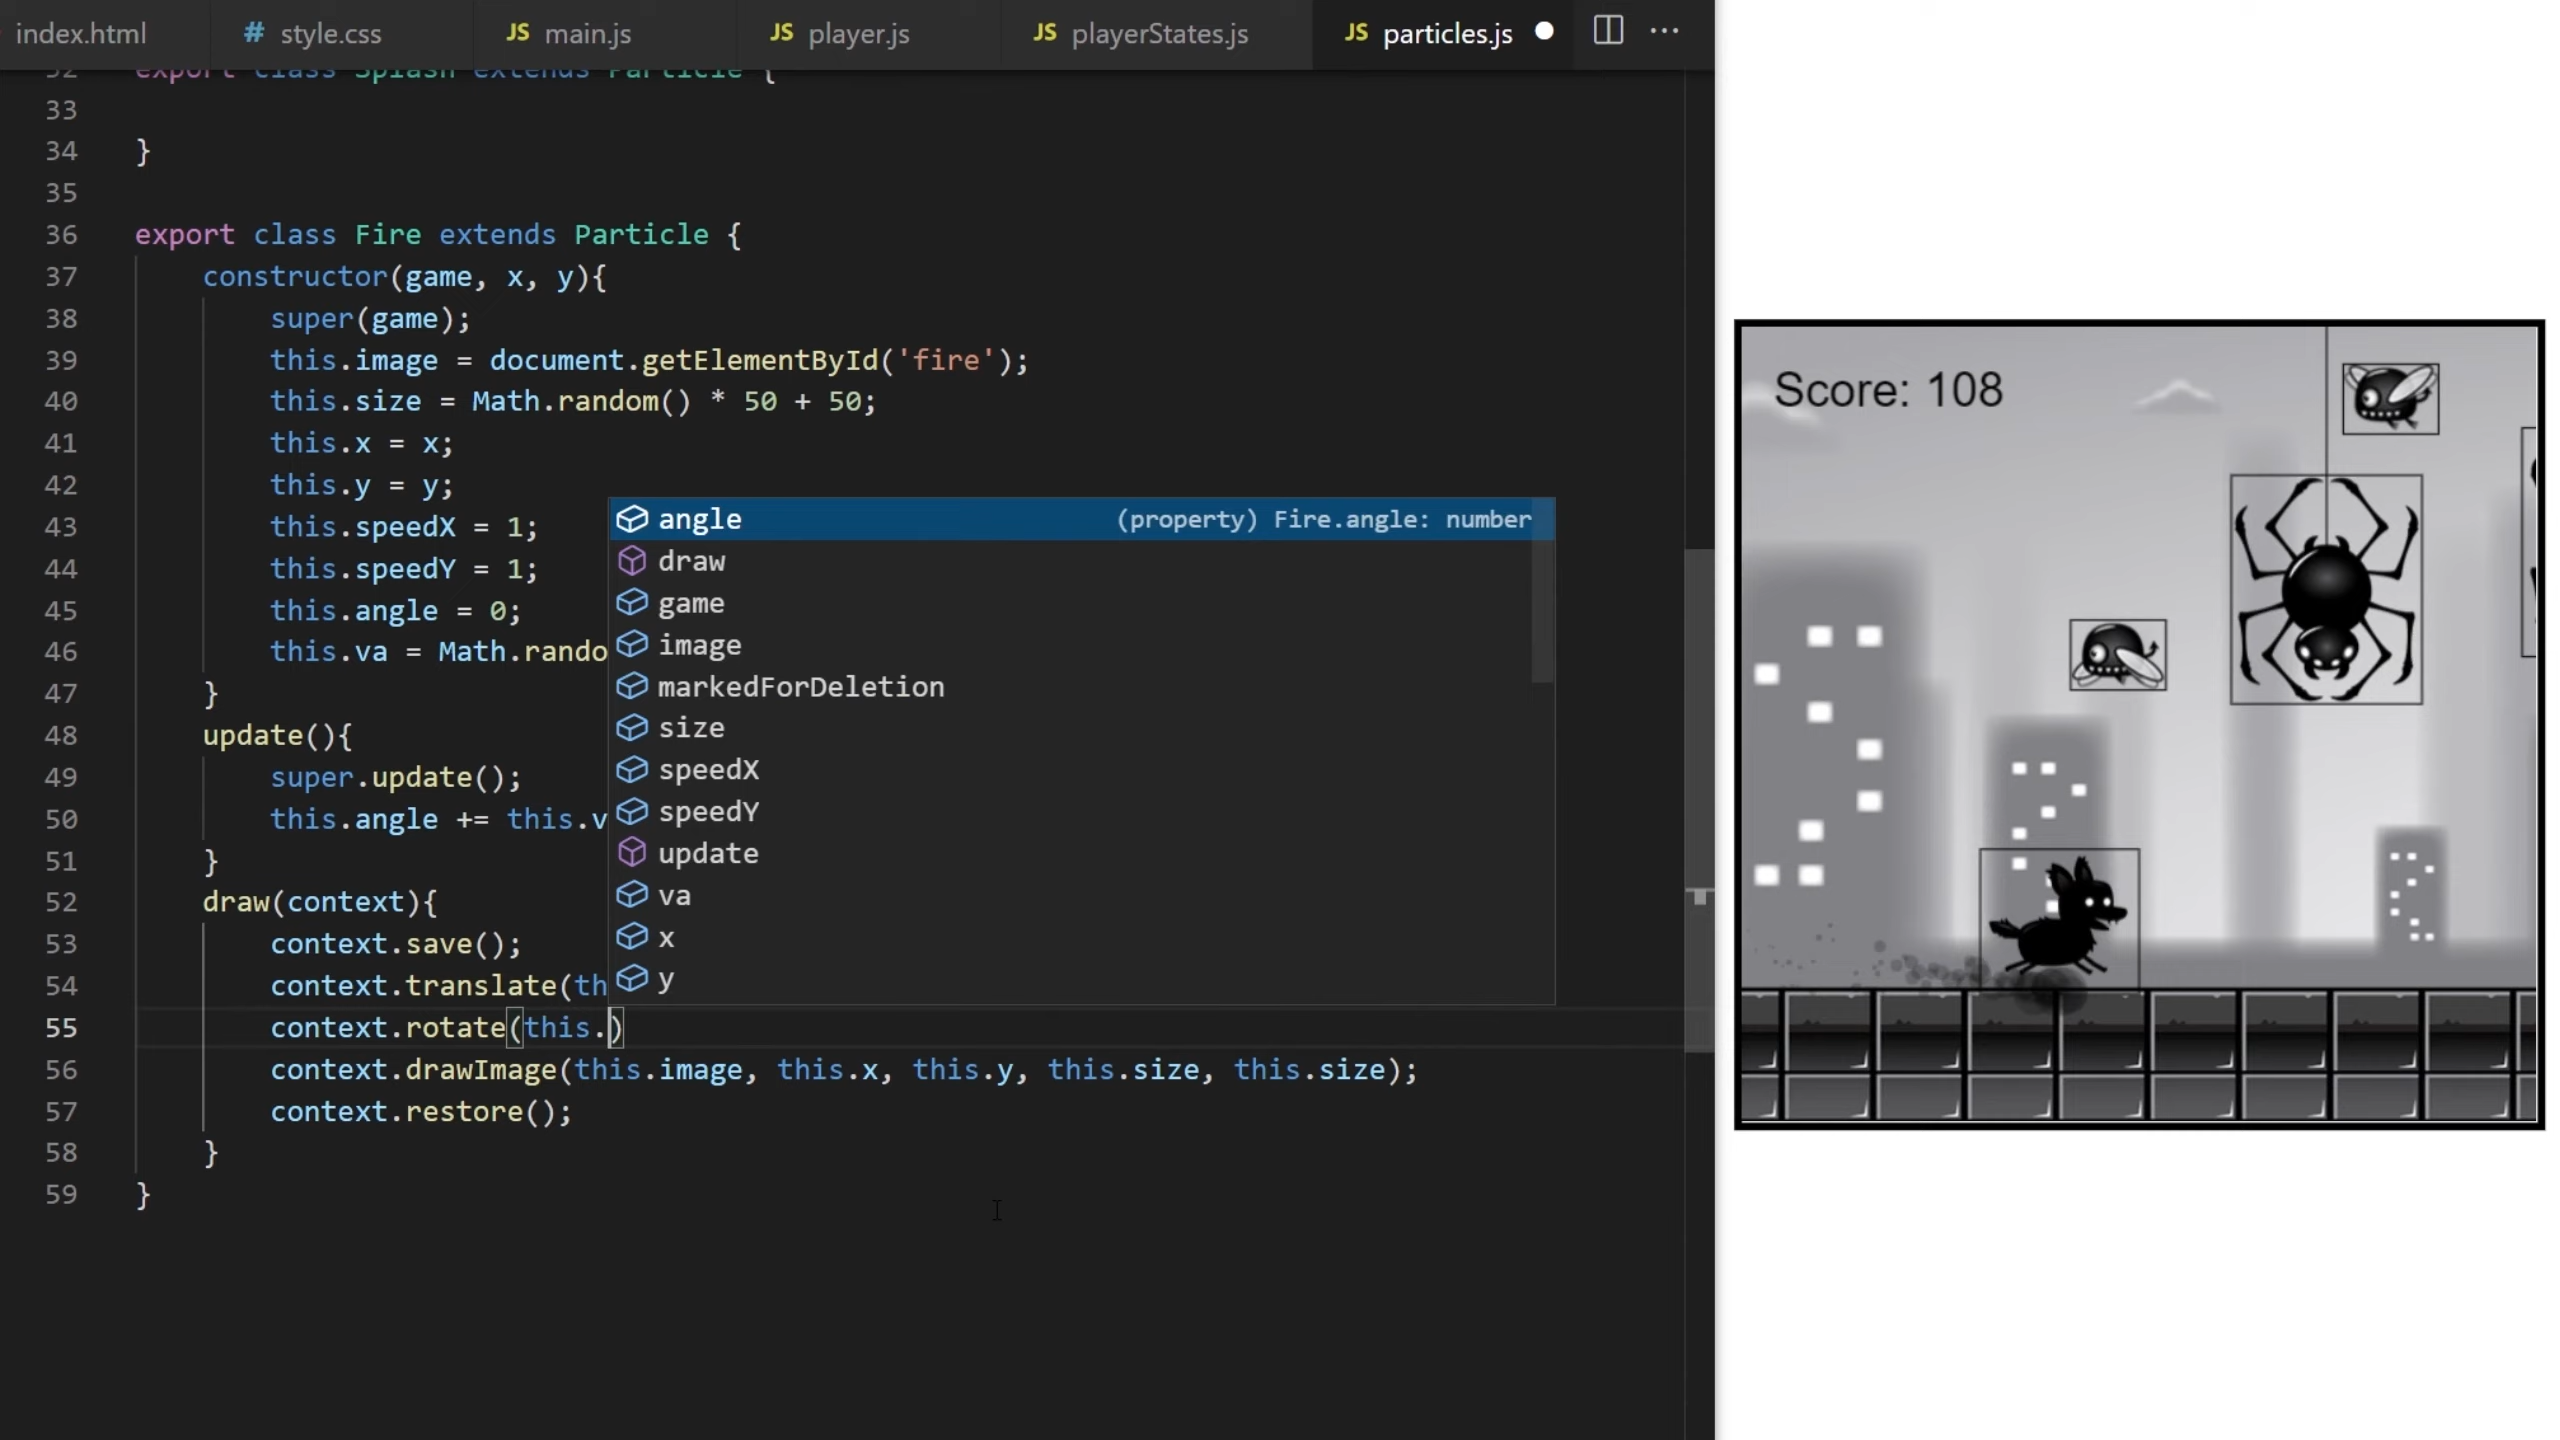 index.html # style.css JS main.js JS player.js JS playerStates.js JS particles.js
32 export class Splash extends Particle {
33
34 }
35
36 export class Fire extends Particle {
37 constructor(game, x, y){
38 super(game);
39 this.image = document.getElementById('fire');
40 this.size = Math.random() * 50 + 50;
41 this.x = x;
42 this.y = y;
43 this.speedX = 1;
44 this.speedY = 1;
45 this.angle = 0;
46 this.va = Math.rando
47 }
48 update(){
49 super.update();
50 this.angle += this.v
51 }
52 draw(context){
53 context.save();
54 context.translate(th
55 context.rotate(this.)
56 context.drawImage(this.image, this.x, this.y, this.size, this.size);
57 context.restore();
58 }
59 }
angle (property) Fire.angle: number
draw
game
image
markedForDeletion
size
speedX
speedY
update
va
x
y
Score: 108